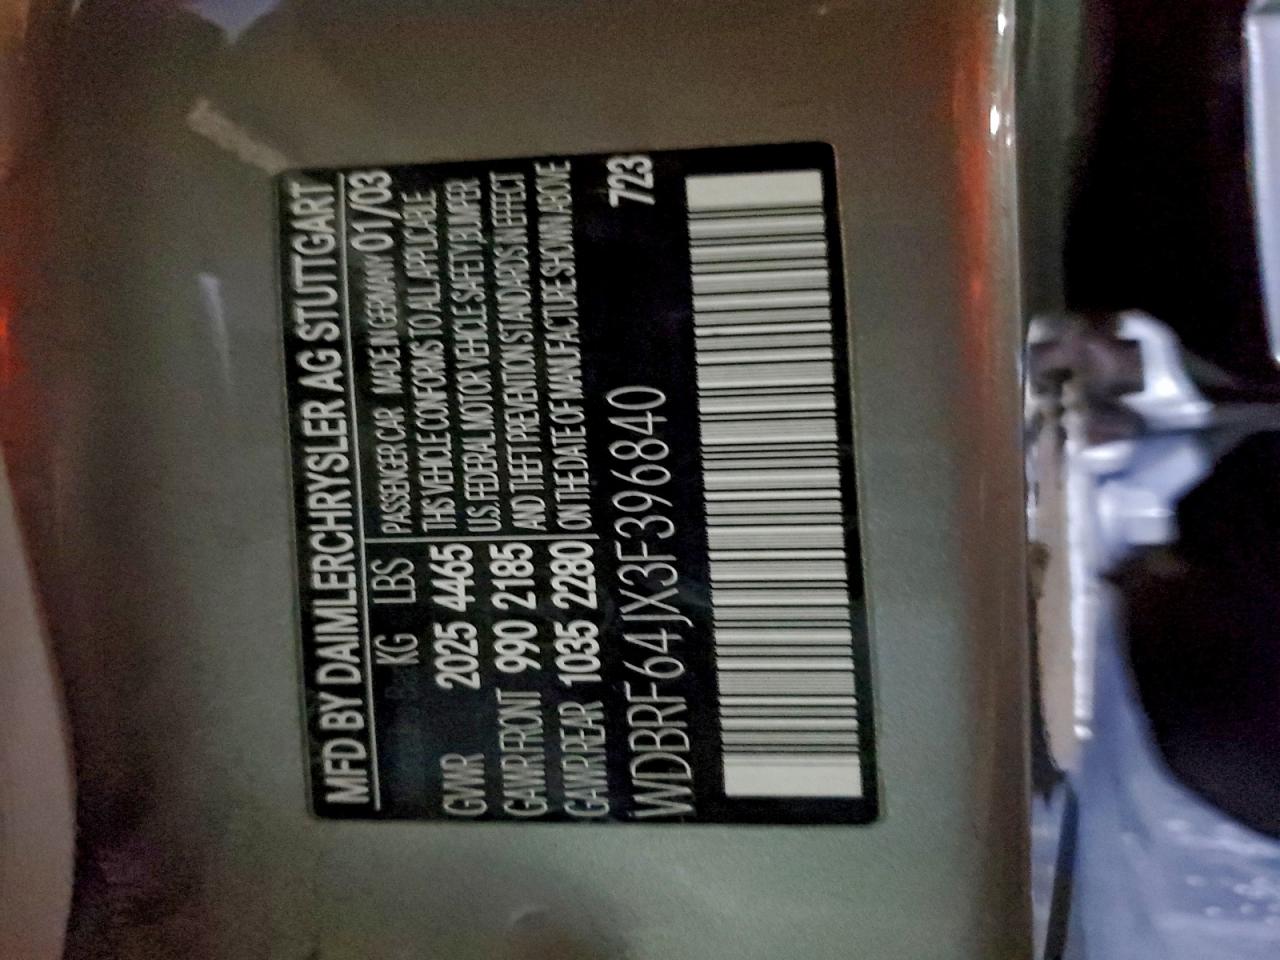 MFD BY DAIMLERCHRYSLER AG STUTTGART
KG LBS
GWR 2025 4465
GAWR FRONT 990 2185
GAWR REAR 1035 2280
PASSENGER CAR MADE IN GERMANY 01/03
THIS VEHICLE CONFORMS TO ALL APPLICABLE
U.S. FEDERAL MOTOR VEHICLE SAFETY, BUMPER
AND THEFT PREVENTION STANDARDS IN EFFECT
ON THE DATE OF MANUFACTURE SHOWN ABOVE
WDBRF64JX3F396840 723